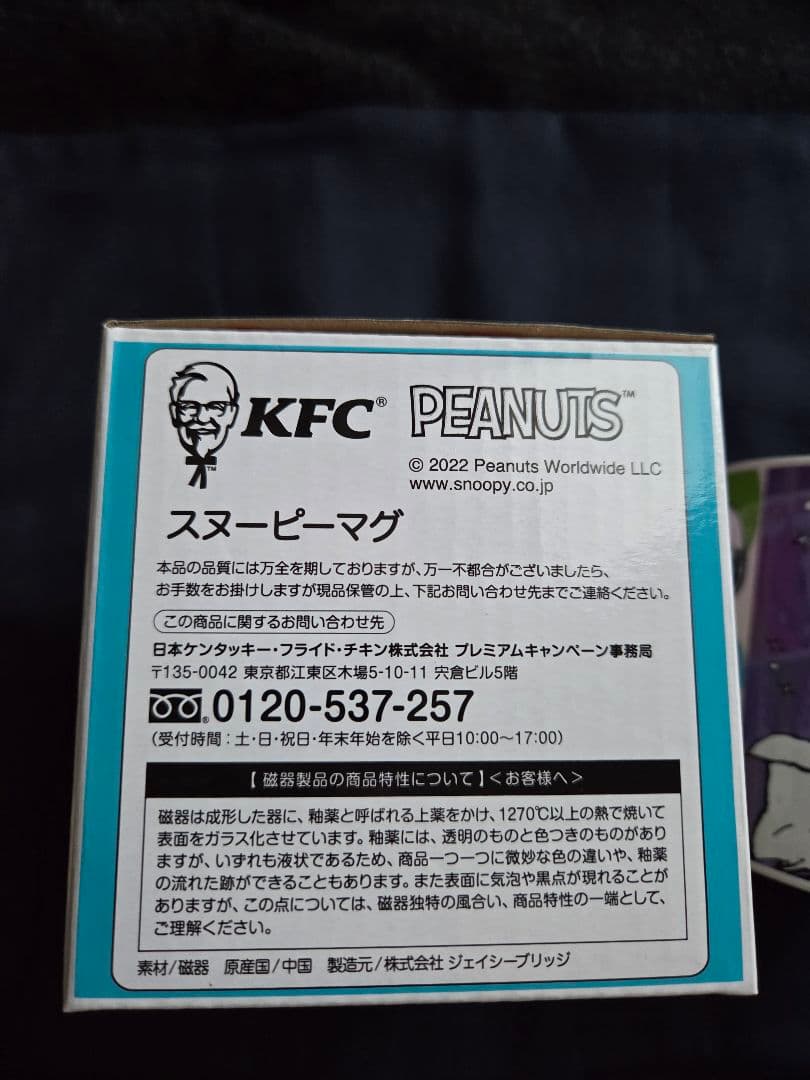 KFC® PEANUTS™
© 2022 Peanuts Worldwide LLC
www.snoopy.co.jp
スヌーピーマグ
本品の品質には万全を期しておりますが、万一不都合がございましたら、
お手数をお掛けしますが現品保管の上、下記お問い合わせ先までご連絡ください。
この商品に関するお問い合わせ先
日本ケンタッキー・フライド・チキン株式会社 プレミアムキャンペーン事務局
〒135-0042 東京都江東区木場5-10-11 宍倉ビル5階
0120-537-257
(受付時間:土・日・祝日・年末年始を除く平日10:00〜17:00)
【磁器製品の商品特性について】<お客様へ>
磁器は成形した器に、釉薬と呼ばれる上薬をかけ、1270℃以上の熱で焼いて
表面をガラス化させています。釉薬には、透明のものと色つきのものがあり
ますが、いずれも液状であるため、商品一つ一つに微妙な色の違いや、釉薬
の流れた跡ができることもあります。また表面に気泡や黒点が現れることが
ありますが、この点については、磁器独特の風合い、商品特性の一端として、
ご理解ください。
素材/磁器 原産国/中国 製造元/株式会社 ジェイシーブリッジ